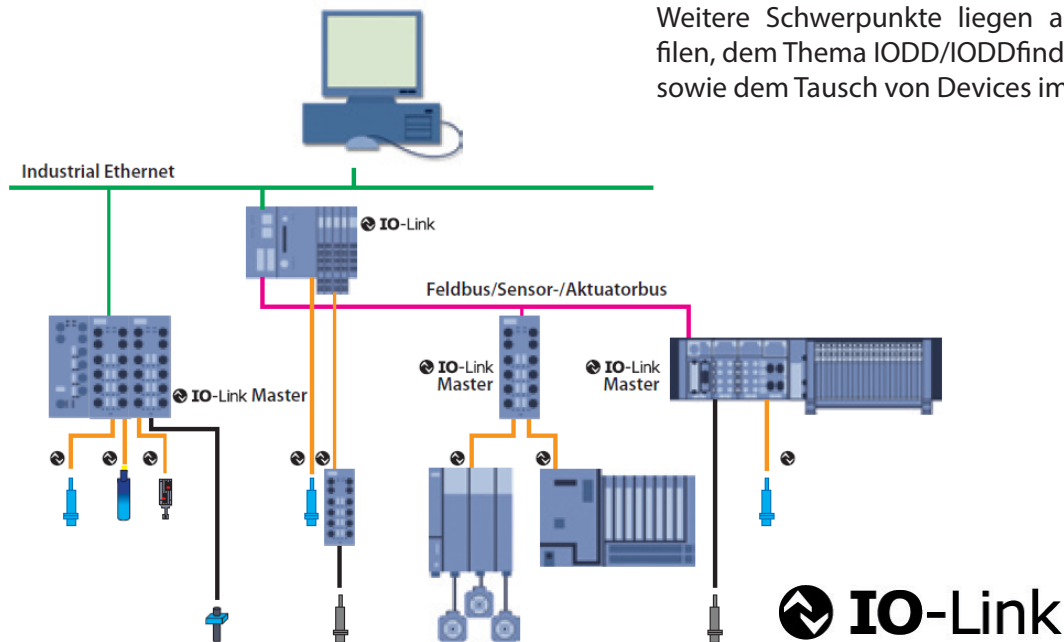 Weitere Schwerpunkte liegen a
filen, dem Thema IODD/IODDfind
sowie dem Tausch von Devices im
Industrial Ethernet
IO-Link
Feldbus/Sensor-/Aktuatorbus
IO-Link Master
IO-Link
Master
IO-Link
Master
IO-Link